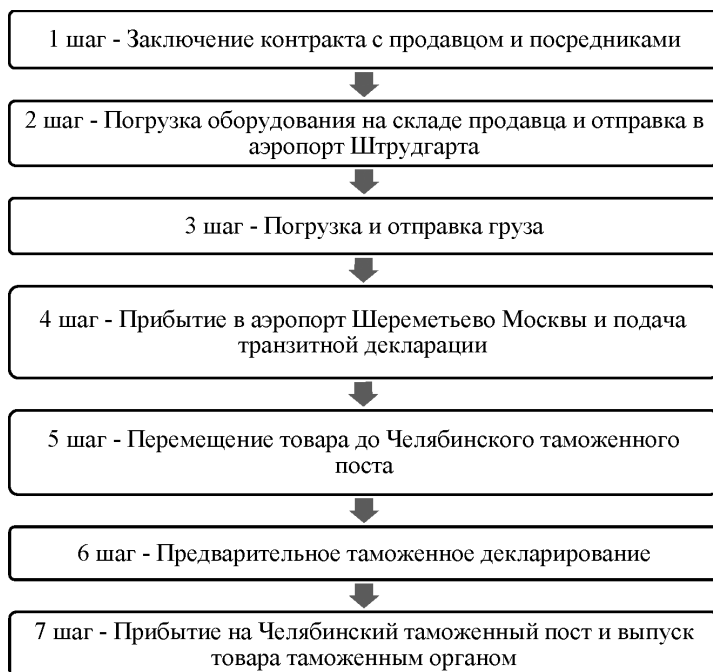 1 шаг - Заключение контракта с продавцом и посредниками
2 шаг - Погрузка оборудования на складе продавца и отправка в
аэропорт Штрудгарта
3 шаг - Погрузка и отправка груза
4 шаг - Прибытие в аэропорт Шереметьево Москвы и подача
транзитной декларации
5 шаг - Перемещение товара до Челябинского таможенного
поста
6 шаг - Предварительное таможенное декларирование
7 шаг - Прибытие на Челябинский таможенный пост и выпуск
товара таможенным органом